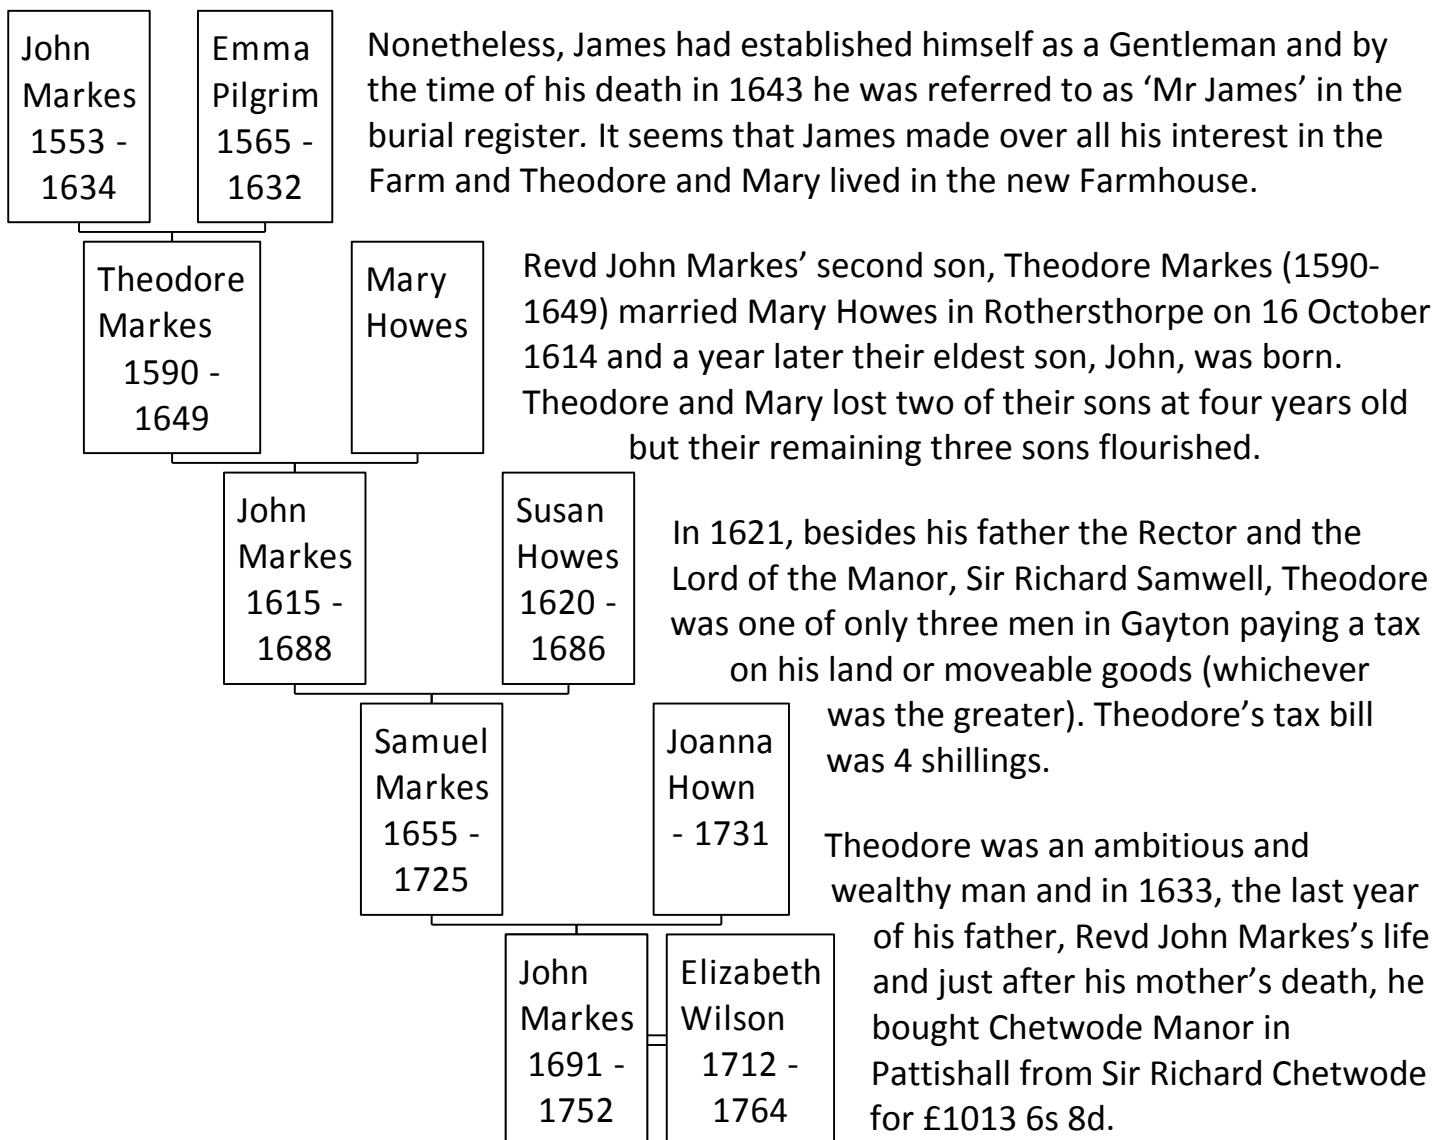 John
Markes
1553 -
1634
Emma
Pilgrim
1565 -
1632
Nonetheless, James had established himself as a Gentleman and by
the time of his death in 1643 he was referred to as ‘Mr James’ in the
burial register. It seems that James made over all his interest in the
Farm and Theodore and Mary lived in the new Farmhouse.
Theodore
Markes
1590 -
1649
Mary
Howes
Revd John Markes’ second son, Theodore Markes (1590-
1649) married Mary Howes in Rothersthorpe on 16 October
1614 and a year later their eldest son, John, was born.
Theodore and Mary lost two of their sons at four years old
but their remaining three sons flourished.
John
Markes
1615 -
1688
Susan
Howes
1620 -
1686
In 1621, besides his father the Rector and the
Lord of the Manor, Sir Richard Samwell, Theodore
was one of only three men in Gayton paying a tax
on his land or moveable goods (whichever
was the greater). Theodore’s tax bill
was 4 shillings.
Samuel
Markes
1655 -
1725
Joanna
Hown
- 1731
Theodore was an ambitious and
wealthy man and in 1633, the last year
of his father, Revd John Markes’s life
and just after his mother’s death, he
bought Chetwode Manor in
Pattishall from Sir Richard Chetwode
for £1013 6s 8d.
John
Markes
1691 -
1752
Elizabeth
Wilson
1712 -
1764